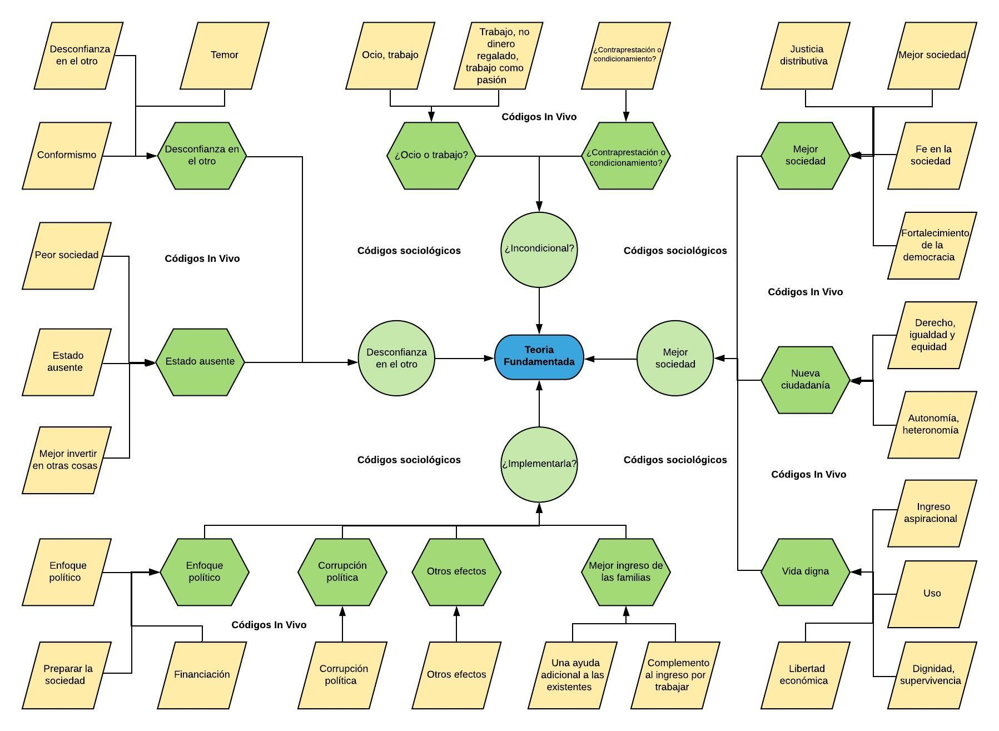 Desconfianza
en el otro
Temor
Ocio, trabajo
Trabajo, no
dinero
regalado,
trabajo como
pasión
¿Contraprestación o
condicionamiento?
Justicia
distributiva
Mejor sociedad
Códigos In Vivo
Conformismo
Desconfianza en
el otro
¿Ocio o trabajo?
¿Contraprestación o
condicionamiento?
Mejor
sociedad
Fe en la
sociedad
Peor sociedad
Códigos In Vivo
Códigos sociológicos
¿Incondicional?
Códigos sociológicos
Fortalecimiento
de la
democracia
Códigos In Vivo
Estado
ausente
Estado ausente
Desconfianza
en el otro
Teoria
Fundamentada
Mejor
sociedad
Nueva
ciudadanía
Derecho,
igualdad y
equidad
Autonomía,
heteronomía
Mejor invertir
en otras cosas
Códigos sociológicos
¿Implementarla?
Códigos sociológicos
Códigos In Vivo
Ingreso
aspiracional
Enfoque
político
Enfoque
político
Corrupción
política
Otros efectos
Mejor ingreso de
las familias
Vida digna
Uso
Códigos In Vivo
Preparar la
sociedad
Financiación
Corrupción
política
Otros efectos
Una ayuda
adicional a las
existentes
Complemento
al ingreso por
trabajar
Libertad
económica
Dignidad,
supervivencia